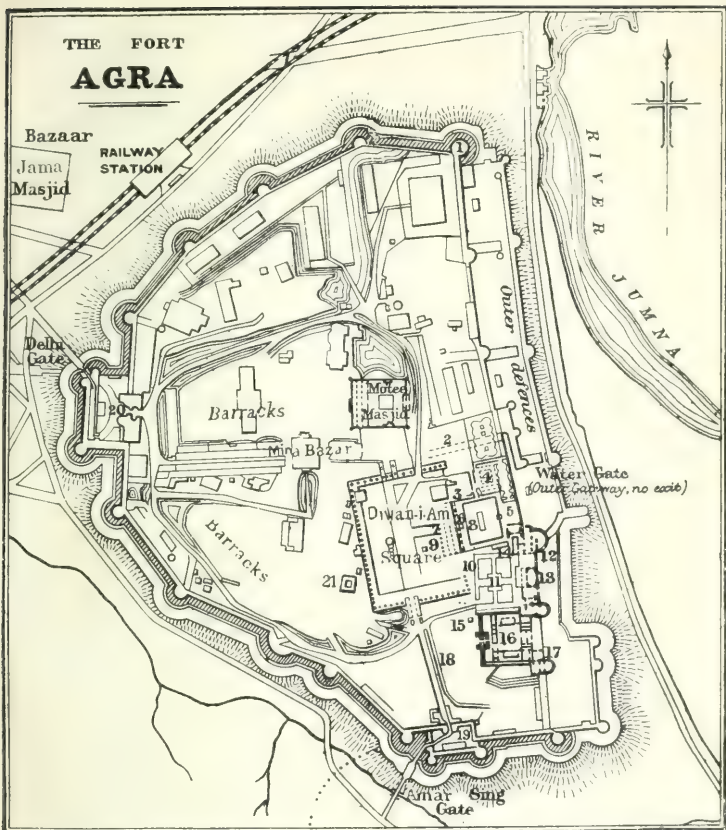 THE FORT
AGRA
Bazaar
Jama
Masjid
RAILWAY
STATION
1
RIVER JUMNA
Outer defences
Delhi
Gate
20
Barracks
Motee
Masjid
2
Mina Bazar
Water Gate
(Outer Gateway, no exit)
3
4
22
5
Diwan-i-Am
Square
6
7
8
9
Barracks
14
12
10
11
13
21
15
16
17
18
19
Amar Sing
Gate